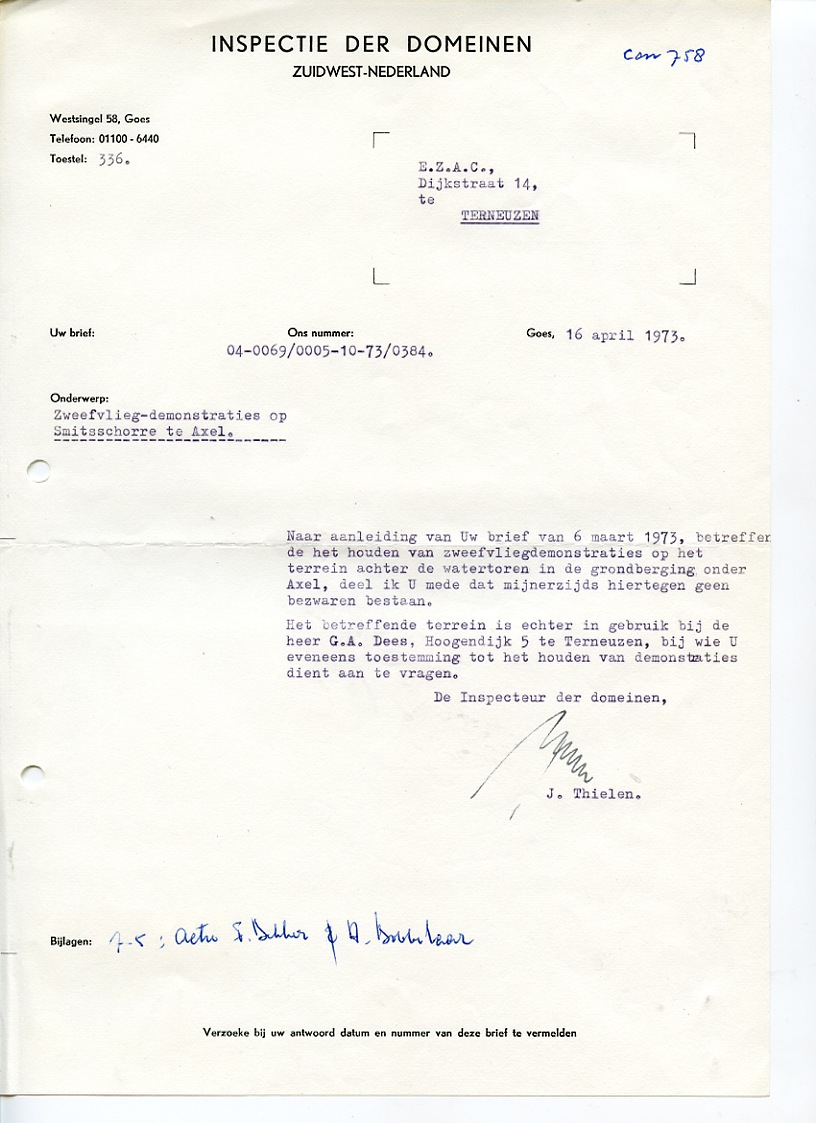 INSPECTIE DER DOMEINEN
ZUIDWEST-NEDERLAND
758
Westsingel 58, Goes
Telefoon: 01100 - 6440
Toestel: 336.
E.Z.A.C.,
Dijkstraat 14,
te
TERNEUZEN
Uw brief:
Ons nummer:
Goes, 16 april 1973.
04-0069/0005-10-73/0384.
Onderwerp:
Zweefvlieg-demonstraties op
Smitsschorre te Axel.
Naar aanleiding van Uw brief van 6 maart 1973, betreffen
de het houden van zweefvliegdemonstraties op het
terrein achter de watertoren in de grondberging onder
Axel, deel ik U mede dat mijnerzijds hiertegen geen
bezwaren bestaan.
Het betreffende terrein is echter in gebruik bij de
heer G.A. Dees, Hoogendijk 5 te Terneuzen, bij wie U
eveneens toestemming tot het houden van demonstraties
dient aan te vragen.
De Inspecteur der domeinen,
J. Thielen.
Bijlagen: 7-5: Actie
Verzoeke bij uw antwoord datum en nummer van deze brief te vermelden